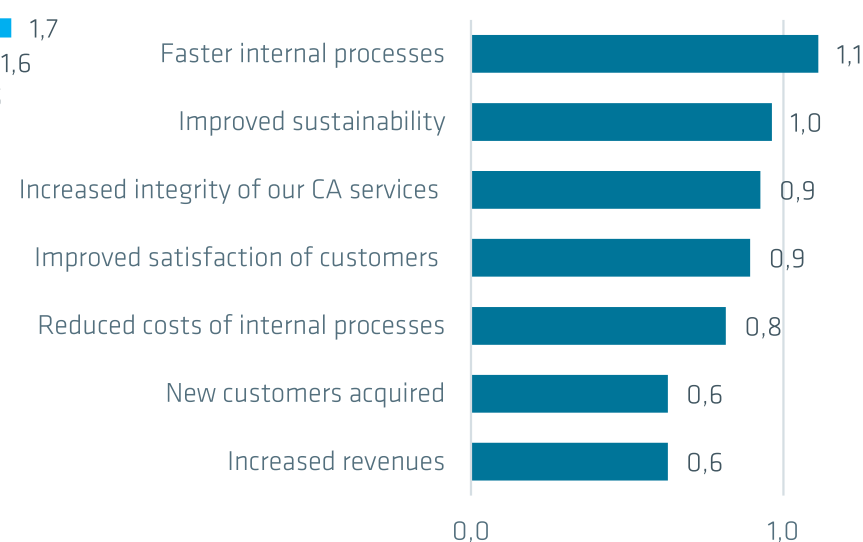 1,7
1,6
Faster internal processes 1,1
Improved sustainability 1,0
Increased integrity of our CA services 0,9
Improved satisfaction of customers 0,9
Reduced costs of internal processes 0,8
New customers acquired 0,6
Increased revenues 0,6
0,0 1,0